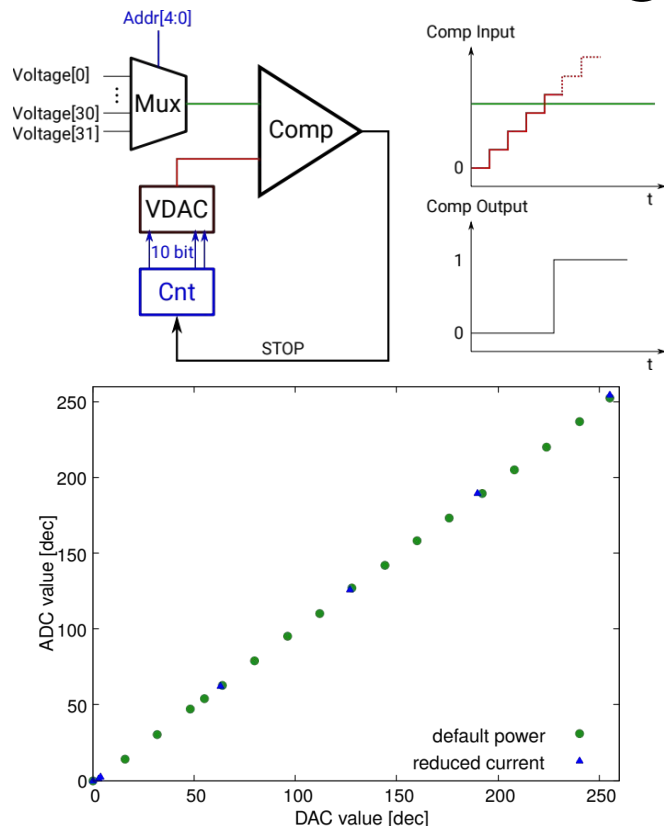 Addr[4:0]
Voltage[0]
Voltage[30]
Voltage[31]
Mux
Comp
VDAC
10 bit
Cnt
STOP
Comp Input
0
t
Comp Output
1
0
t
250
200
150
100
50
0
ADC value [dec]
default power
reduced current
0 50 100 150 200 250
DAC value [dec]